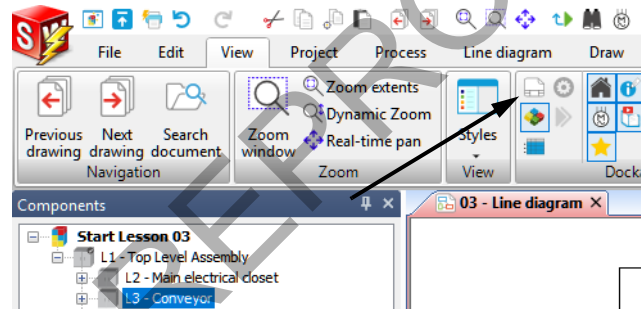 File Edit View Project Process Line diagram Draw
Previous drawing Next drawing Search document Zoom window Zoom extents Dynamic Zoom Real-time pan Styles
Navigation Zoom View Docka
Components 03 - Line diagram
Start Lesson 03
L1 - Top Level Assembly
L2 - Main electrical closet
L3 - Conveyor
REPRO